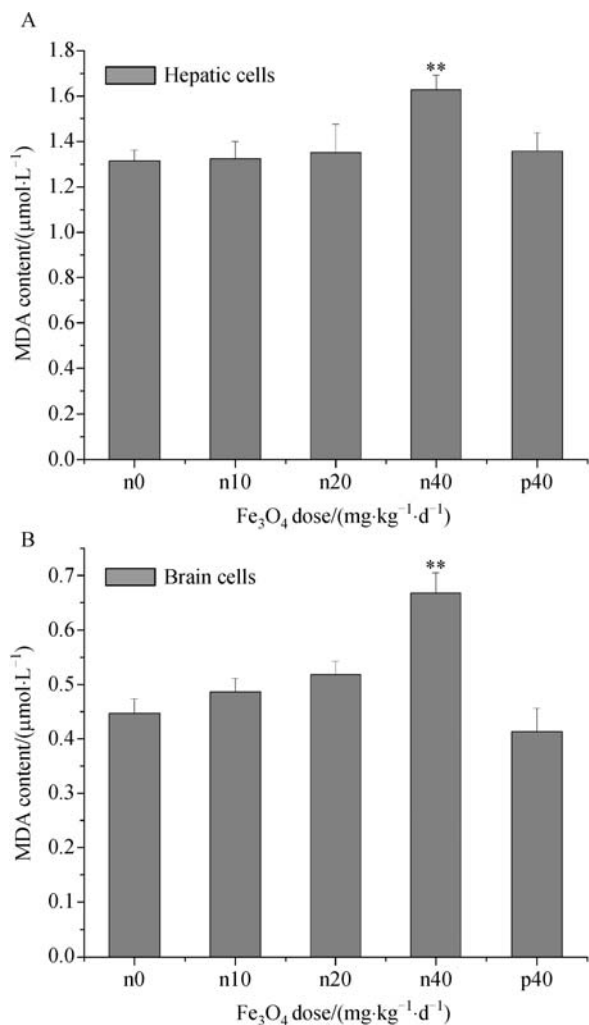 A
1.8
1.6
1.4
1.2
1.0
0.8
0.6
0.4
0.2
0.0
MDA content/(μmol·L⁻¹)
Hepatic cells
**
n0 n10 n20 n40 p40
Fe₃O₄ dose/(mg·kg⁻¹·d⁻¹)
B
0.7
0.6
0.5
0.4
0.3
0.2
0.1
0.0
MDA content/(μmol·L⁻¹)
Brain cells
**
n0 n10 n20 n40 p40
Fe₃O₄ dose/(mg·kg⁻¹·d⁻¹)